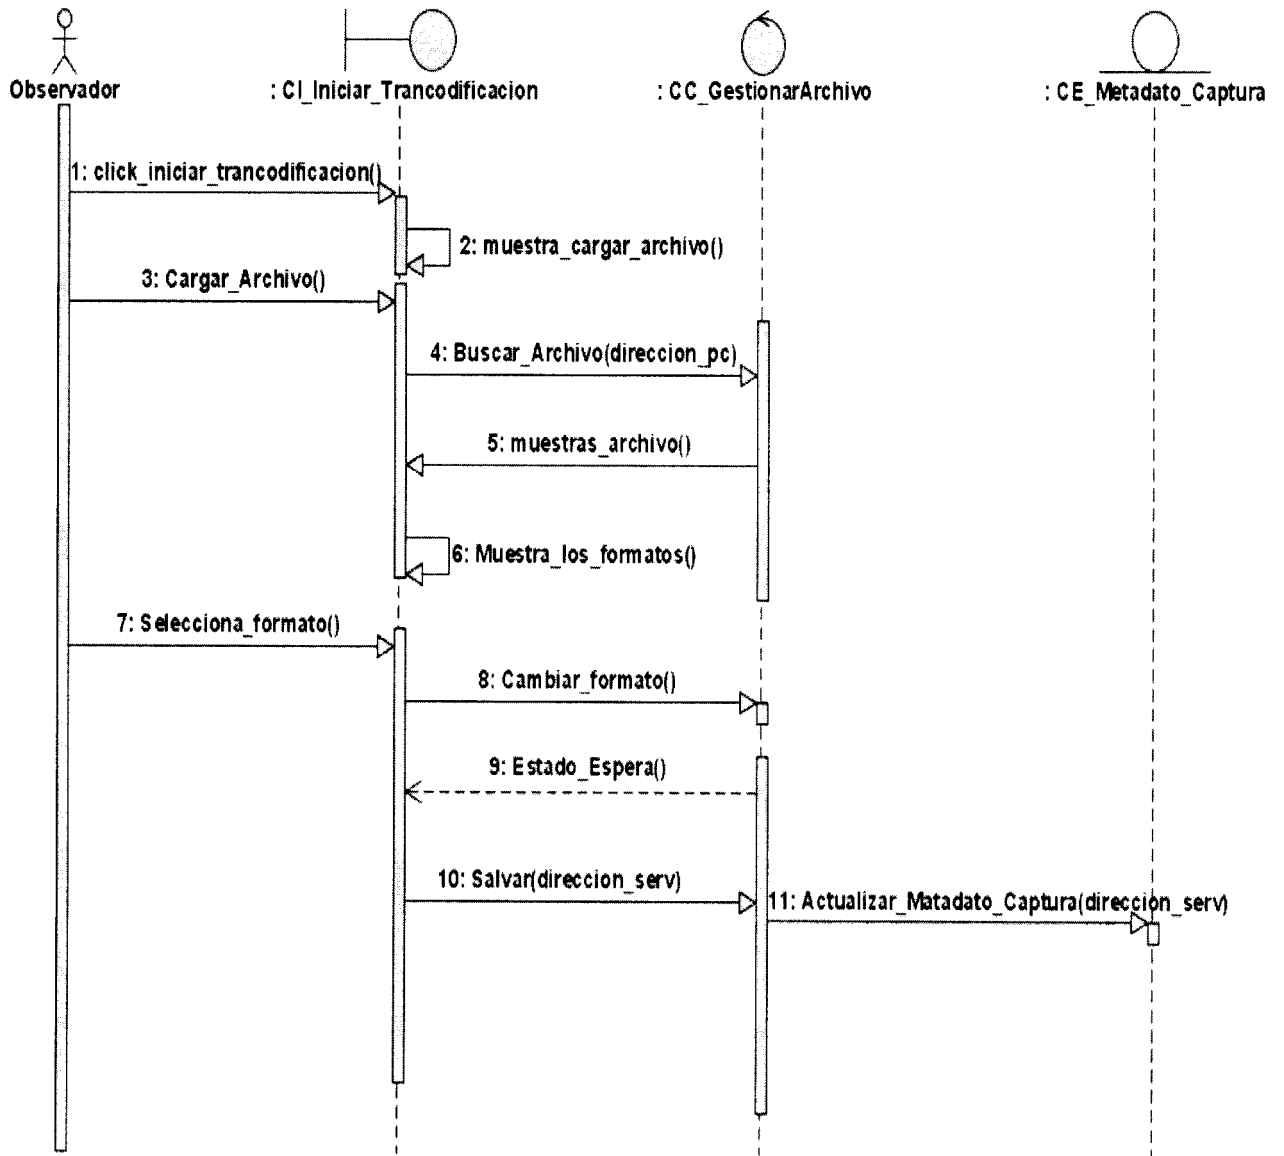 Observador
: CI_Iniciar_Trancodificacion
: CC_GestionarArchivo
: CE_Metadato_Captura
1: click_iniciar_trancodificacion()
2: muestra_cargar_archivo()
3: Cargar_Archivo()
4: Buscar_Archivo(direccion_pc)
5: muestras_archivo()
6: Muestra_los_formatos()
7: Selecciona_formato()
8: Cambiar_formato()
9: Estado_Espera()
10: Salvar(direccion_serv)
11: Actualizar_Matadato_Captura(direccion_serv)